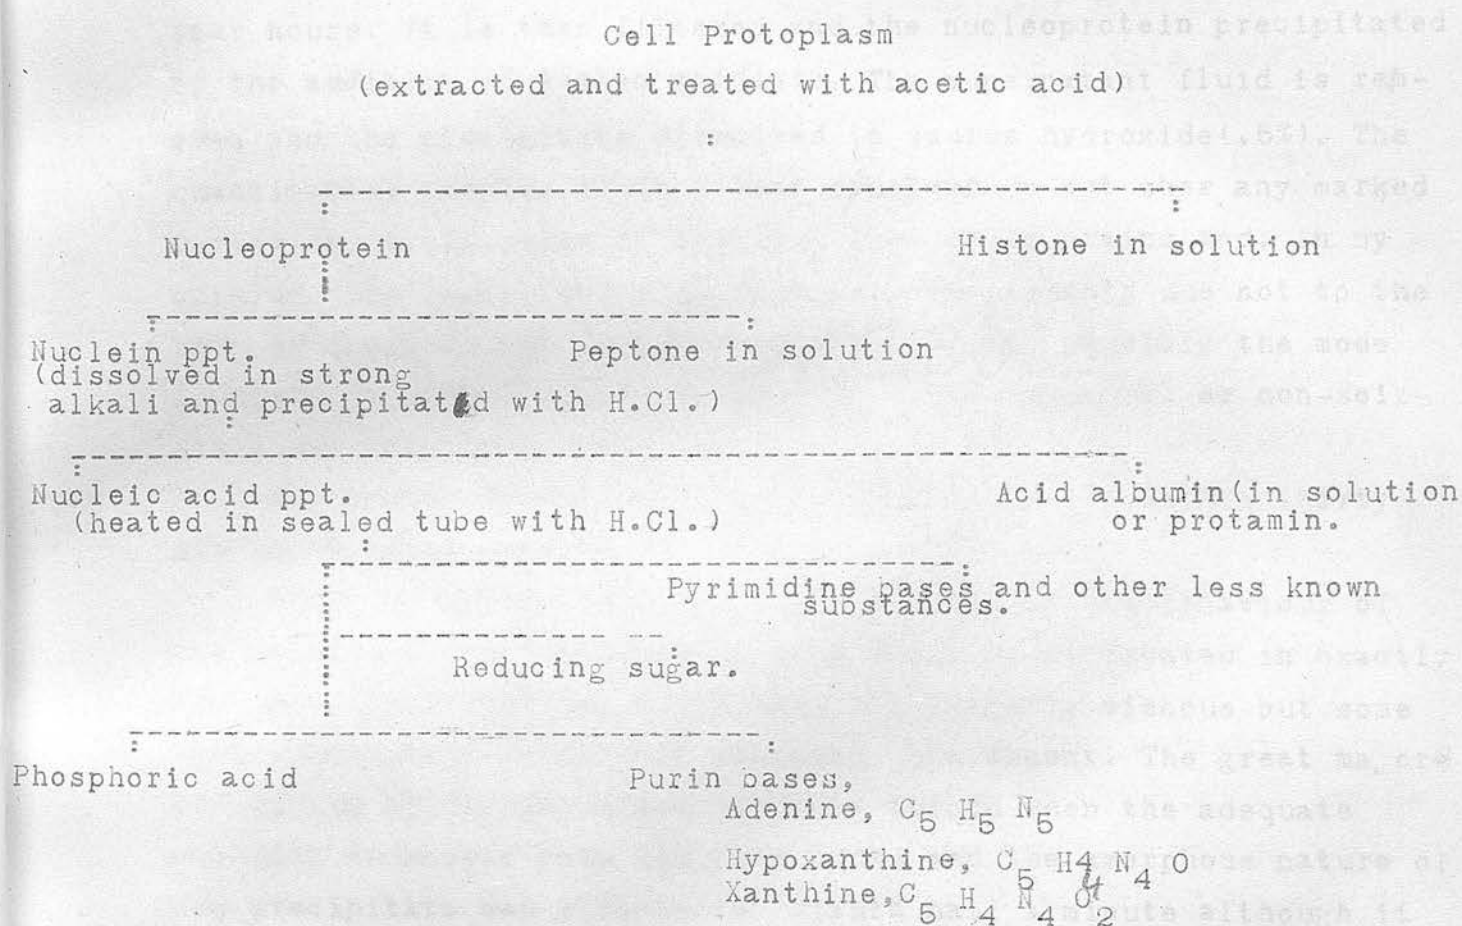 Cell Protoplasm
(extracted and treated with acetic acid)
Nucleoprotein Histone in solution
Nuclein ppt. Peptone in solution
(dissolved in strong
alkali and precipitated with H.Cl.)
Nucleic acid ppt. Acid albumin(in solution
(heated in sealed tube with H.Cl.) or protamin.
Pyrimidine bases and other less known
substances.
Reducing sugar.
Phosphoric acid Purin bases,
Adenine, C5 H5 N5
Hypoxanthine, C5 H4 N4 O
Xanthine,C5 H4 N4 O2